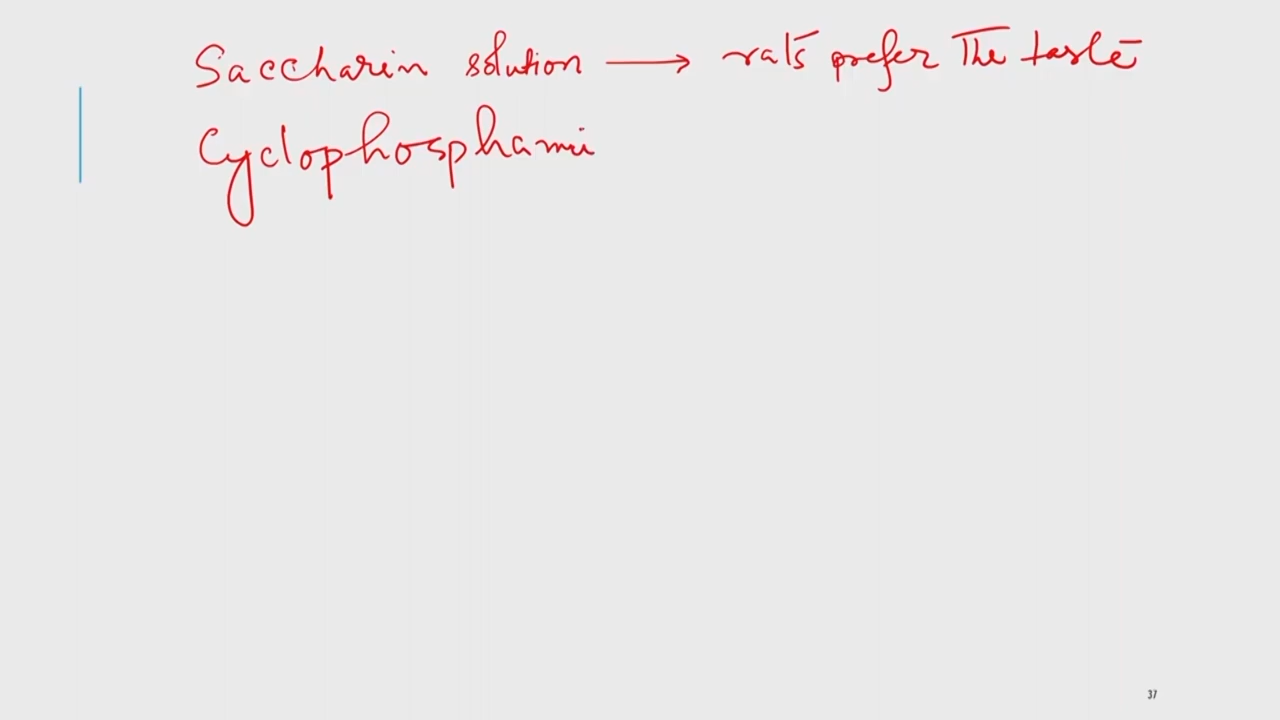 Saccharin solution → rats prefer The taste
Cyclophosphami
37